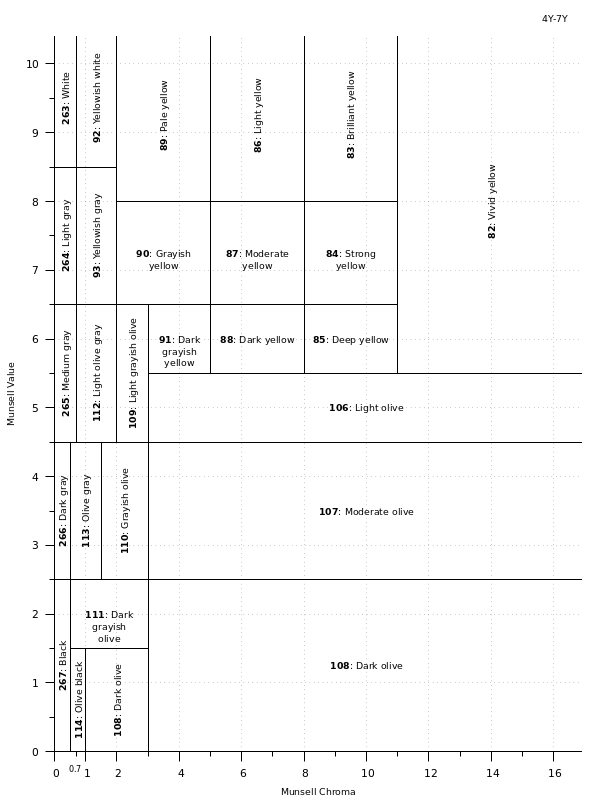 4Y-7Y
10
9
8
7
6
5
4
3
2
1
0
Munsell Value
263: White
92: Yellowish white
89: Pale yellow
86: Light yellow
83: Brilliant yellow
82: Vivid yellow
264: Light gray
93: Yellowish gray
90: Grayish
yellow
87: Moderate
yellow
84: Strong
yellow
265: Medium gray
112: Light olive gray
109: Light grayish olive
91: Dark
grayish
yellow
88: Dark yellow
85: Deep yellow
106: Light olive
266: Dark gray
113: Olive gray
110: Grayish olive
107: Moderate olive
267: Black
111: Dark
grayish
olive
114: Olive black
108: Dark olive
108: Dark olive
0
0.7
1
2
4
6
8
10
12
14
16
Munsell Chroma